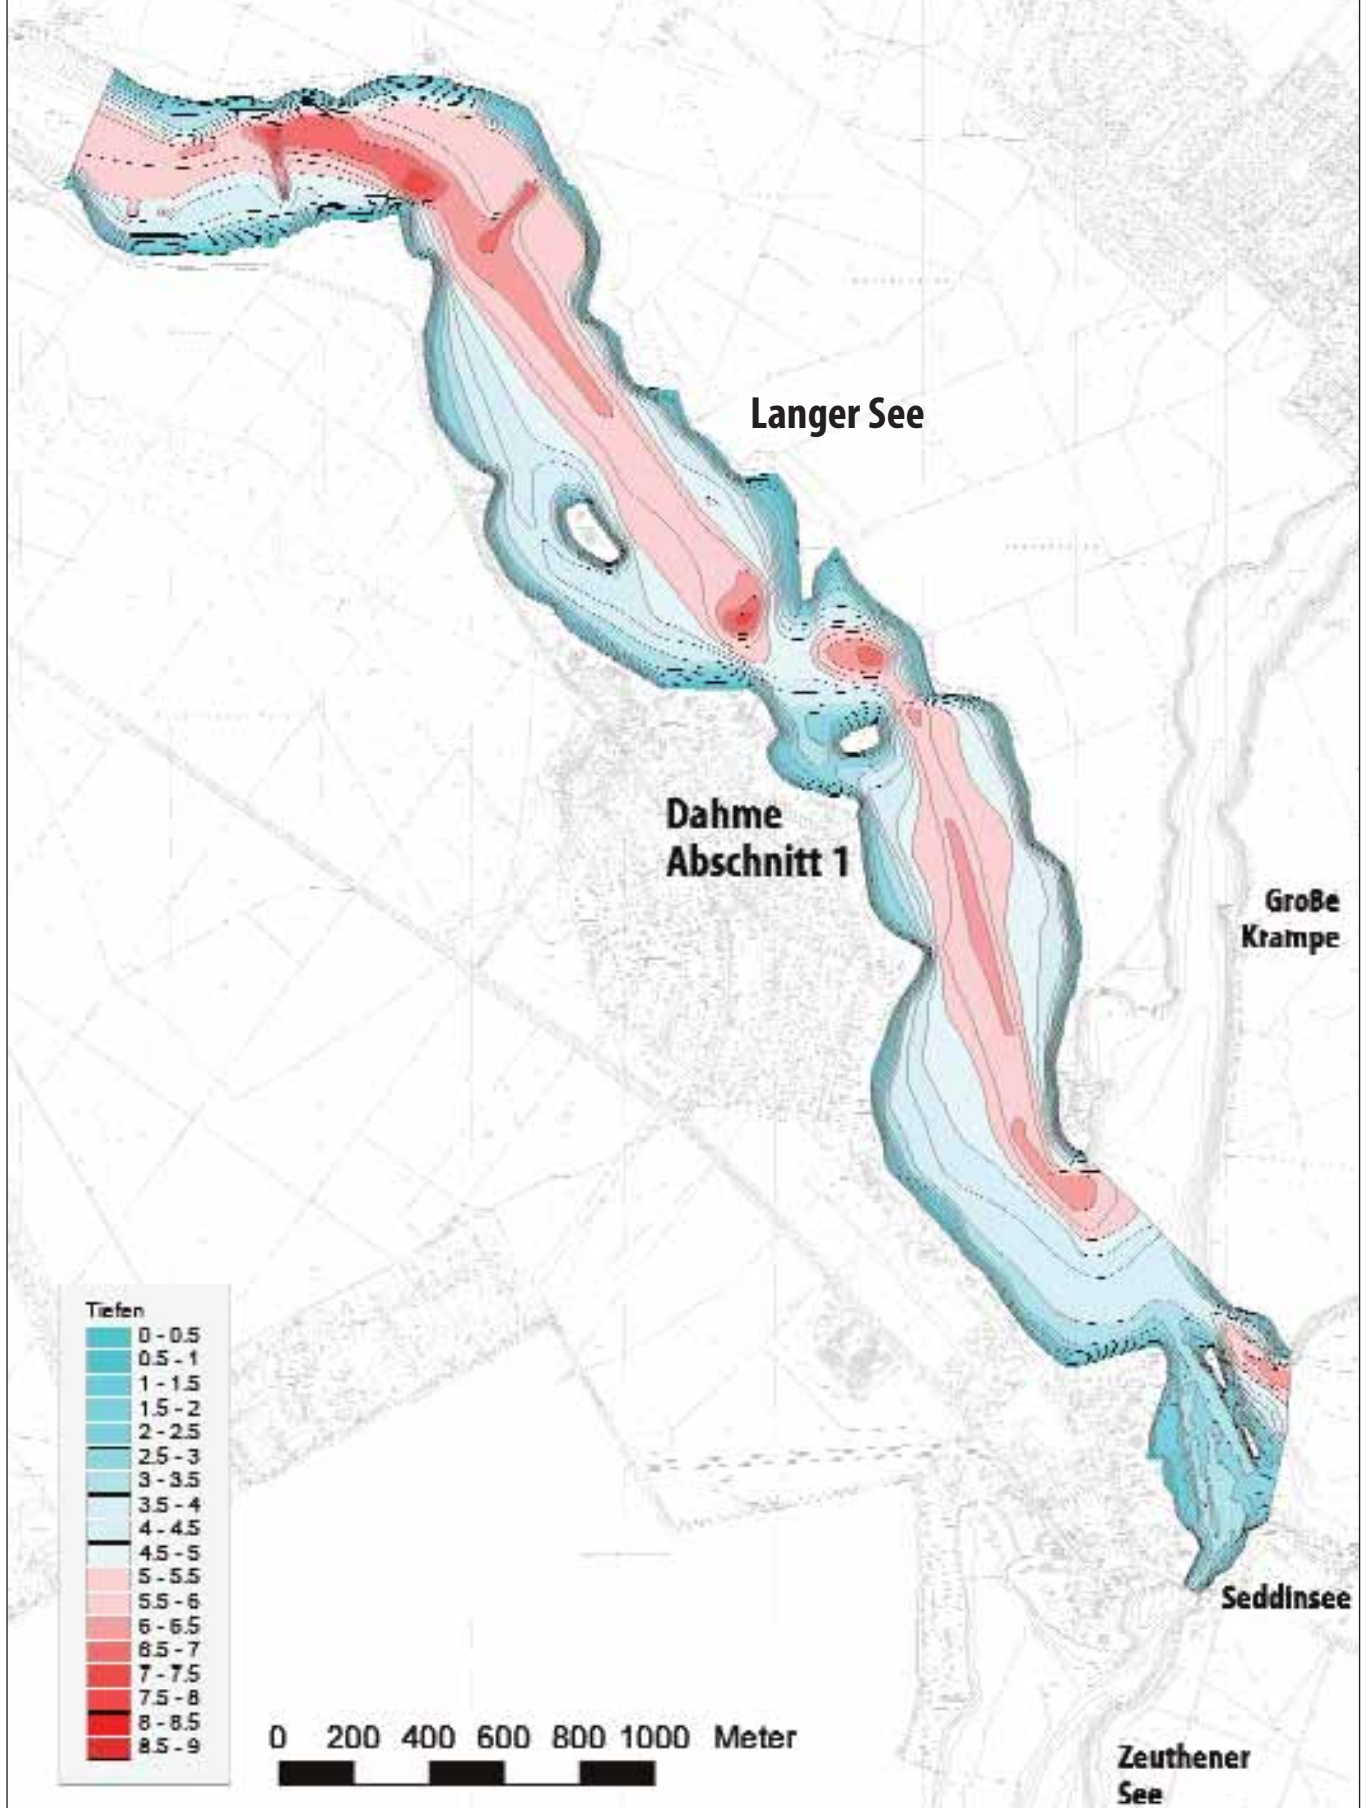 Langer See
Dahme
Abschnitt 1
Große
Krampe
Seddinsee
Zeuthener
See
Tiefen
0 - 0.5
0.5 - 1
1 - 1.5
1.5 - 2
2 - 2.5
2.5 - 3
3 - 3.5
3.5 - 4
4 - 4.5
4.5 - 5
5 - 5.5
5.5 - 6
6 - 6.5
6.5 - 7
7 - 7.5
7.5 - 8
8 - 8.5
8.5 - 9
0 200 400 600 800 1000 Meter